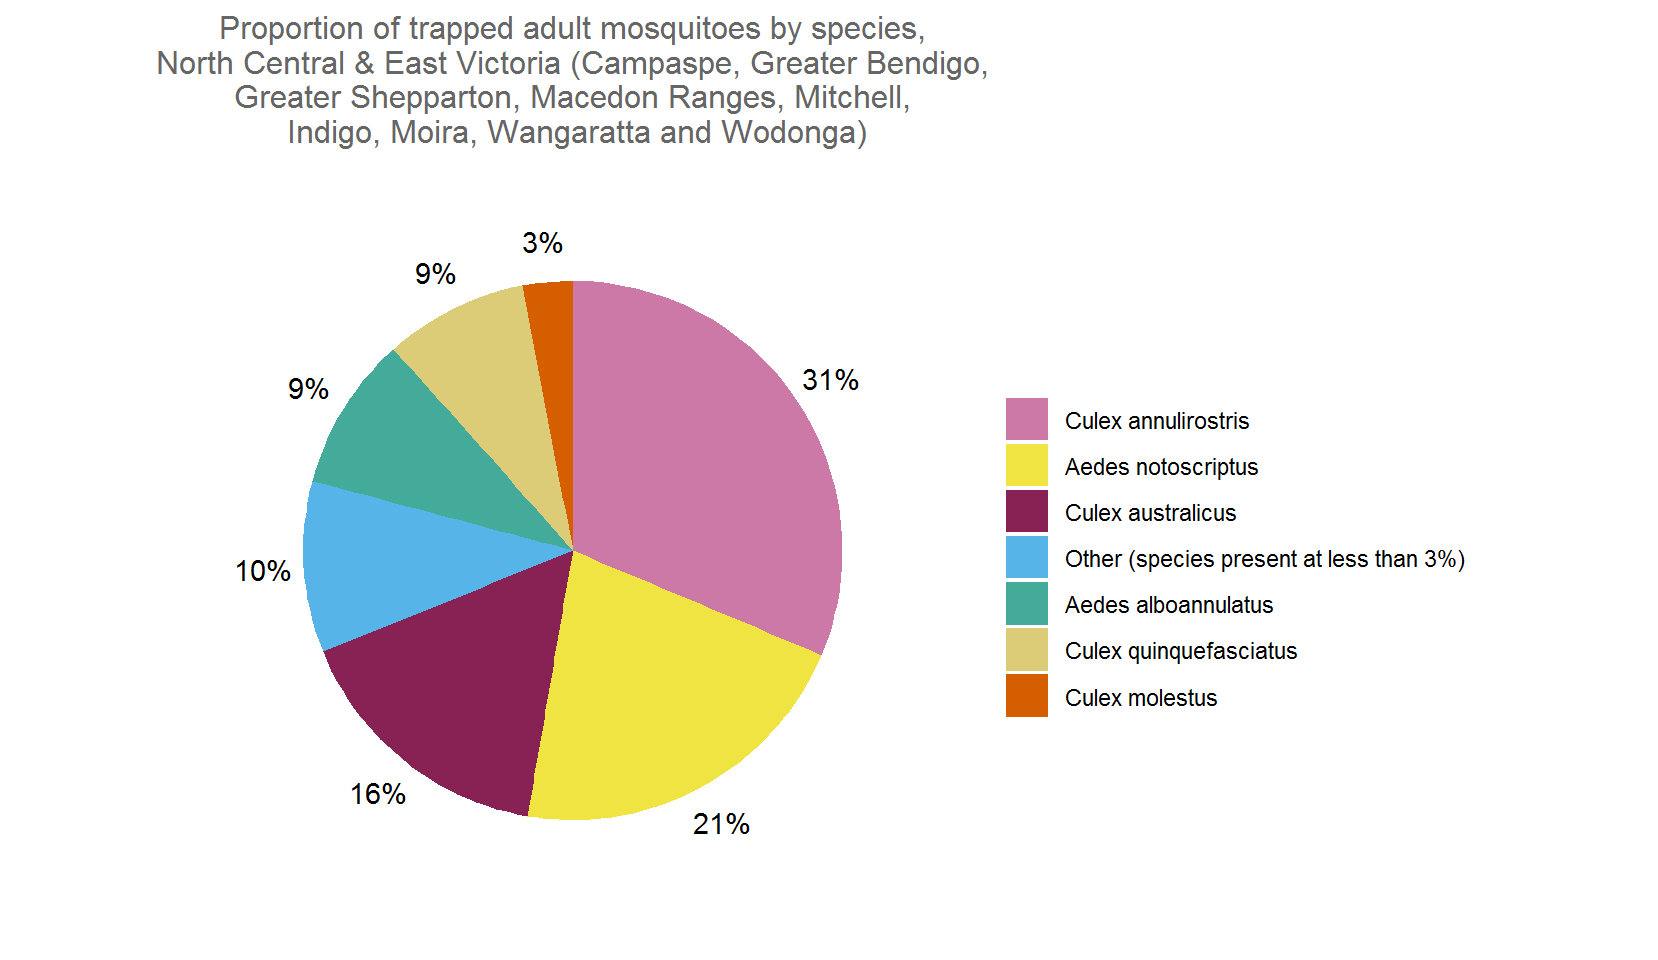 Proportion of trapped adult mosquitoes by species,
North Central & East Victoria (Campaspe, Greater Bendigo,
Greater Shepparton, Macedon Ranges, Mitchell,
Indigo, Moira, Wangaratta and Wodonga)
3%
9%
31%
9%
10%
16%
21%
Culex annulirostris
Aedes notoscriptus
Culex australicus
Other (species present at less than 3%)
Aedes alboannulatus
Culex quinquefasciatus
Culex molestus